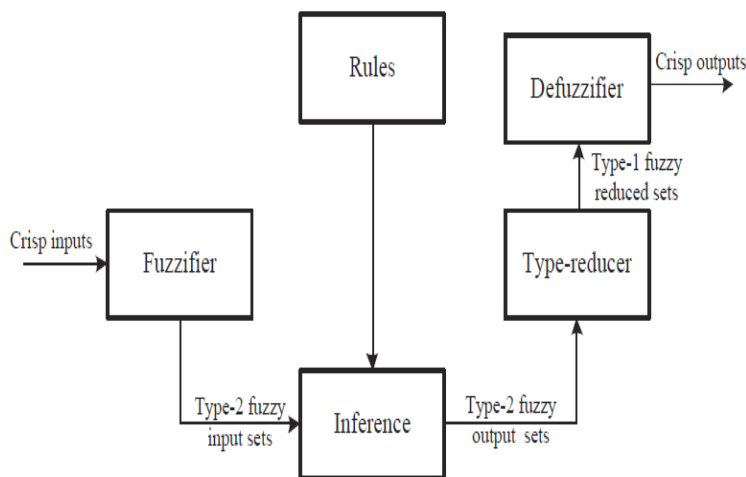 Rules
Defuzzifier
Crisp outputs
Type-1 fuzzy
reduced sets
Crisp inputs
Fuzzifier
Type-reducer
Type-2 fuzzy
input sets
Inference
Type-2 fuzzy
output sets